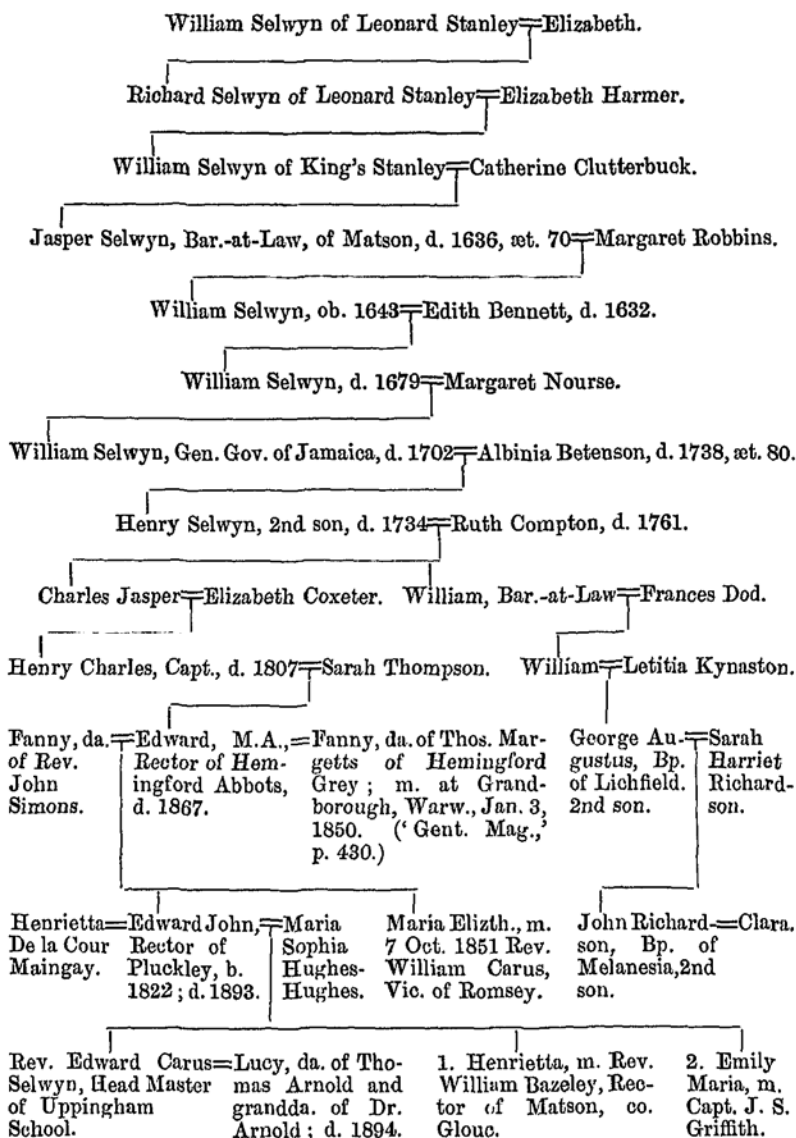 William Selwyn of Leonard Stanley=Elizabeth.
Richard Selwyn of Leonard Stanley=Elizabeth Harmer.
William Selwyn of King's Stanley=Catherine Clutterbuck.
Jasper Selwyn, Bar.-at-Law, of Matson, d. 1636, æt. 70=Margaret Robbins.
William Selwyn, ob. 1643=Edith Bennett, d. 1632.
William Selwyn, d. 1679=Margaret Nourse.
William Selwyn, Gen. Gov. of Jamaica, d. 1702=Albinia Betenson, d. 1738, æt. 80.
Henry Selwyn, 2nd son, d. 1734=Ruth Compton, d. 1761.
Charles Jasper=Elizabeth Coxeter. William, Bar.-at-Law=Frances Dod.
Henry Charles, Capt., d. 1807=Sarah Thompson. William=Letitia Kynaston.
Fanny, da.
of Rev.
John
Simons.
=Edward, M.A.,
Rector of Hem-
ingford Abbots,
d. 1867.
=Fanny, da. of Thos. Mar-
getts of Hemingford
Grey; m. at Grand-
borough, Warw., Jan. 3,
1850. ('Gent. Mag.,'
p. 430.)
George Au-
gustus, Bp.
of Lichfield.
2nd son.
=Sarah
Harriet
Richard-
son.
Henrietta
De la Cour
Maingay.
=Edward John,
Rector of
Pluckley, b.
1822; d. 1893.
=Maria
Sophia
Hughes-
Hughes.
Maria Elizth., m.
7 Oct. 1851 Rev.
William Carus,
Vic. of Romsey.
John Richard-
son, Bp. of
Melanesia, 2nd
son.
=Clara.
Rev. Edward Carus
Selwyn, Head Master
of Uppingham
School.
=Lucy, da. of Tho-
mas Arnold and
grandda. of Dr.
Arnold; d. 1894.
1. Henrietta, m. Rev.
William Bazeley, Rec-
tor of Matson, co.
Glouc.
2. Emily
Maria, m.
Capt. J. S.
Griffith.